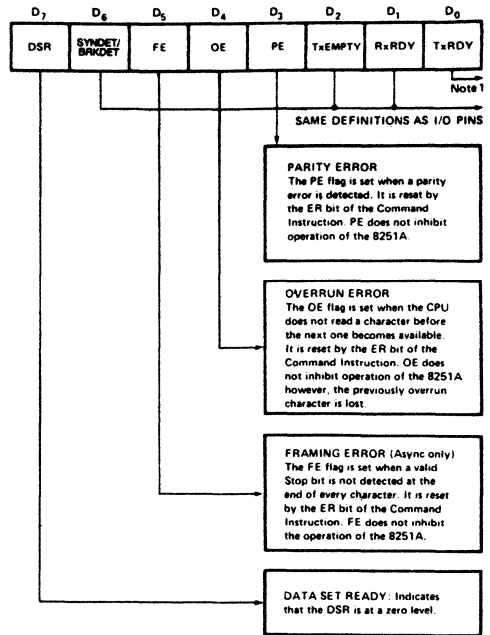 D7 D6 D5 D4 D3 D2 D1 D0
DSR SYNDET/BRKDET FE OE PE TxEMPTY RxRDY TxRDY
Note 1
SAME DEFINITIONS AS I/O PINS
PARITY ERROR
The PE flag is set when a parity
error is detected. It is reset by
the ER bit of the Command
Instruction. PE does not inhibit
operation of the 8251A.
OVERRUN ERROR
The OE flag is set when the CPU
does not read a character before
the next one becomes available.
It is reset by the ER bit of the
Command Instruction. OE does
not inhibit operation of the 8251A
however, the previously overrun
character is lost.
FRAMING ERROR (Async only)
The FE flag is set when a valid
Stop bit is not detected at the
end of every character. It is reset
by the ER bit of the Command
Instruction. FE does not inhibit
the operation of the 8251A.
DATA SET READY: Indicates
that the DSR is at a zero level.